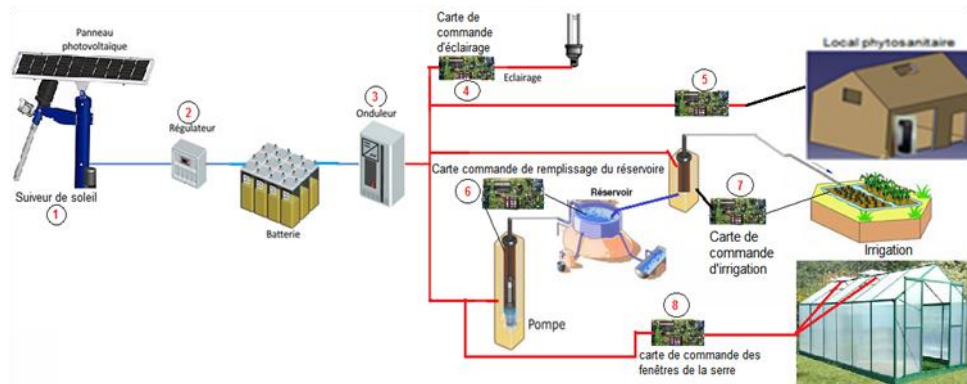 Panneau
photovoltaïque
Suiveur de soleil
1
2
Régulateur
Batterie
3
Onduleur
Carte de
commande
d'éclairage
4
Eclairage
5
Local phytosanitaire
Carte commande de remplissage du réservoire
6
Réservoir
7
Carte de
commande
d'irrigation
Irrigation
Pompe
8
carte de commande des
fenêtres de la serre